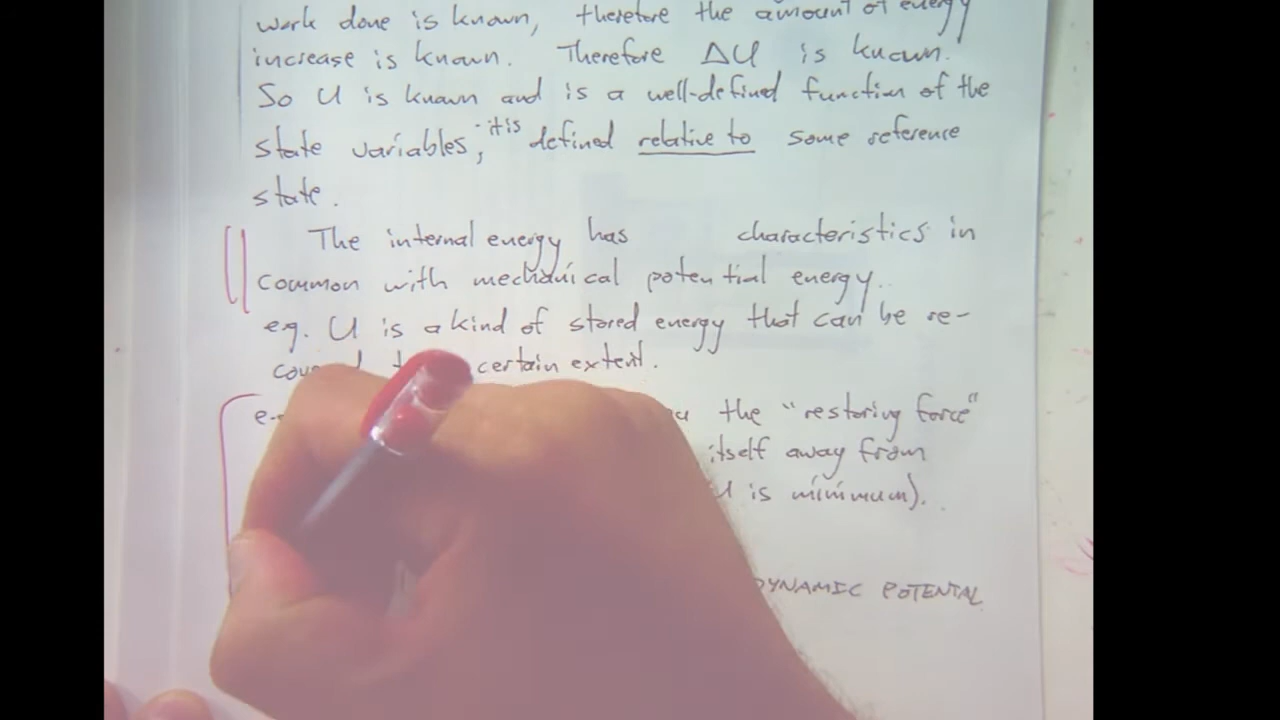 work done is known, therefore the amount of energy
increase is known. Therefore ΔU is known.
So U is known and is a well-defined function of the
state variables; it is defined relative to some reference
state.
The internal energy has characteristics in
common with mechanical potential energy.
eg. U is a kind of stored energy that can be re-
certain extent.
the "restoring force"
itself away from
U is minimum).
DYNAMIC POTENTAL